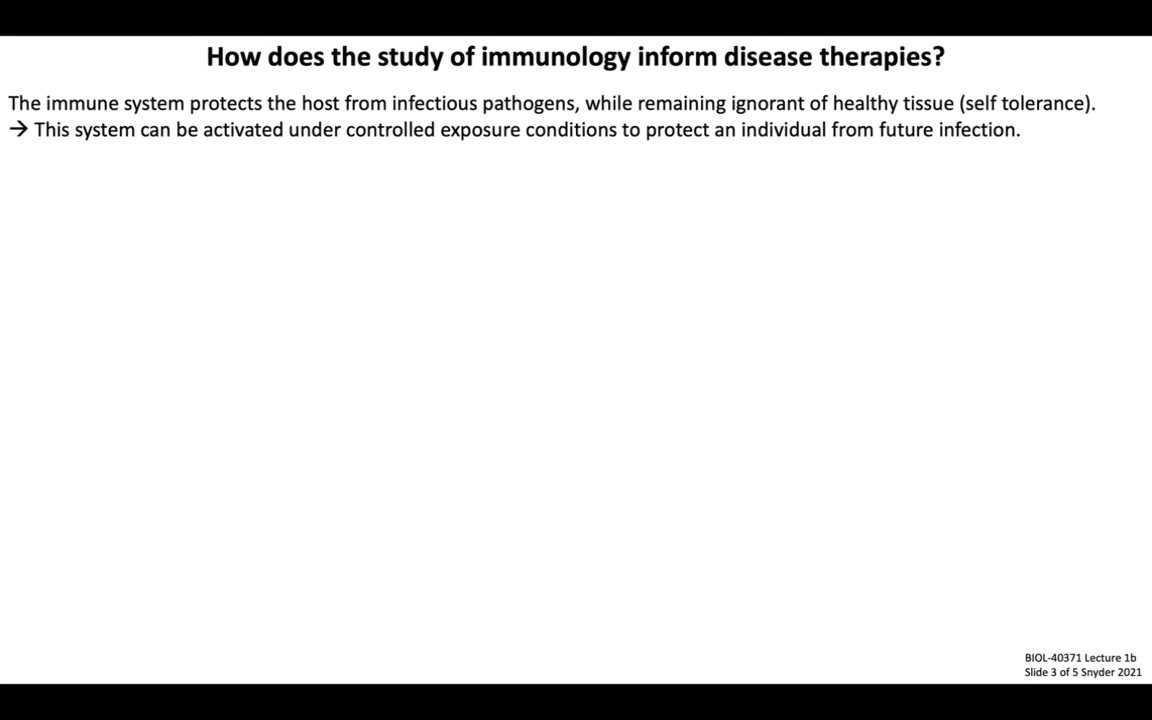 How does the study of immunology inform disease therapies?
The immune system protects the host from infectious pathogens, while remaining ignorant of healthy tissue (self tolerance).
→ This system can be activated under controlled exposure conditions to protect an individual from future infection.
BIOL-40371 Lecture 1b
Slide 3 of 5 Snyder 2021